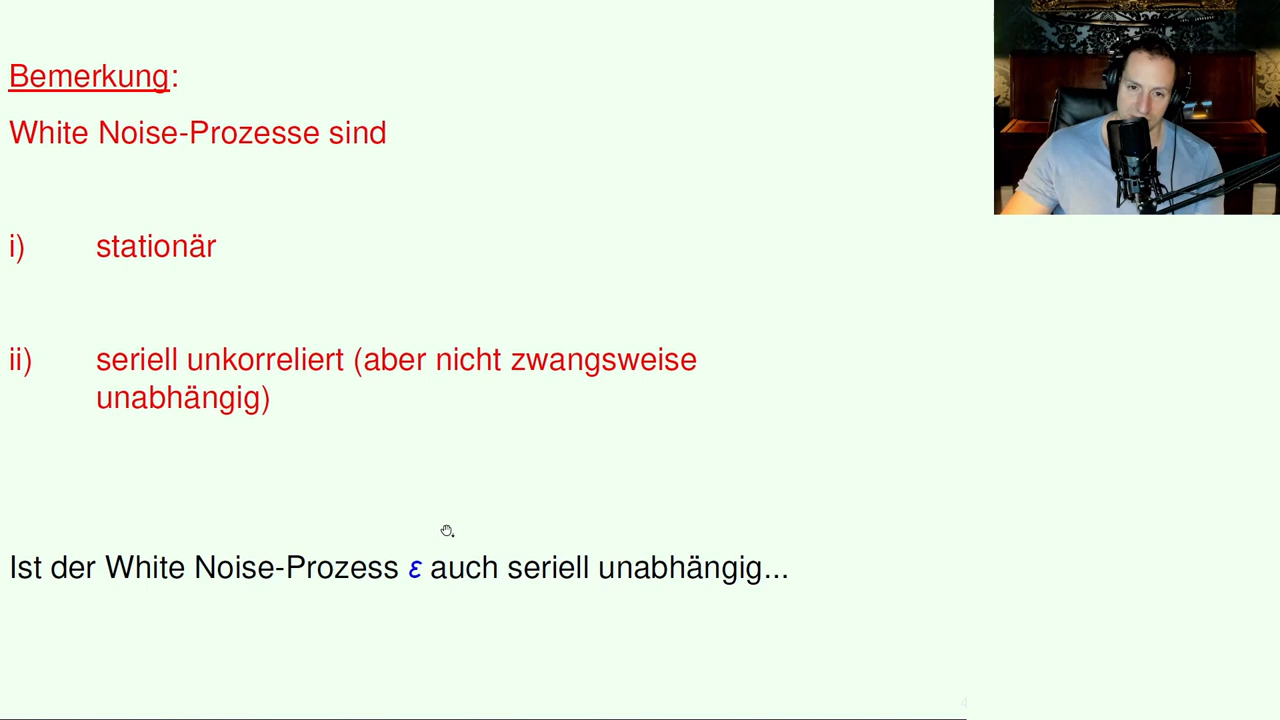 Bemerkung:
White Noise-Prozesse sind
i) stationär
ii) seriell unkorreliert (aber nicht zwangsweise
unabhängig)
Ist der White Noise-Prozess ε auch seriell unabhängig...
4